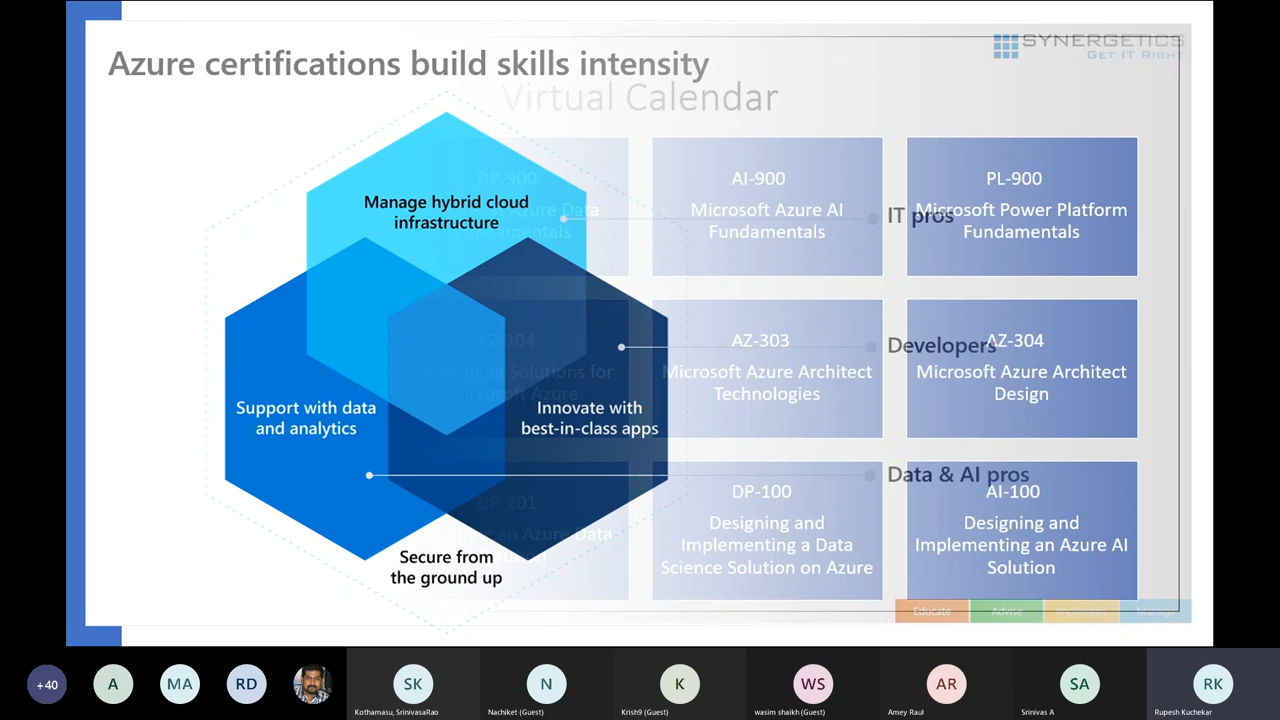 Azure certifications build skills intensity
SYNERGETICS
GET IT RIGHT
Virtual Calendar
Manage hybrid cloud
infrastructure
Support with data
and analytics
Innovate with
best-in-class apps
Secure from
the ground up
IT pros
Developers
Data & AI pros
DP-900
Azure Data
AI-900
Microsoft Azure AI
Fundamentals
PL-900
Microsoft Power Platform
Fundamentals
AZ-204
Developing Solutions for
Microsoft Azure
AZ-303
Microsoft Azure Architect
Technologies
AZ-304
Microsoft Azure Architect
Design
DP-201
an Azure Data
DP-100
Designing and
Implementing a Data
Science Solution on Azure
AI-100
Designing and
Implementing an Azure AI
Solution
Educate
Advise
Implement
+40
A
MA
RD
SK
Kothamasu, SrinivasaRao
N
Nachiket (Guest)
K
Krish9 (Guest)
WS
wasim shaikh (Guest)
AR
Amey Raul
SA
Srinivas A
RK
Rupesh Kuchekar